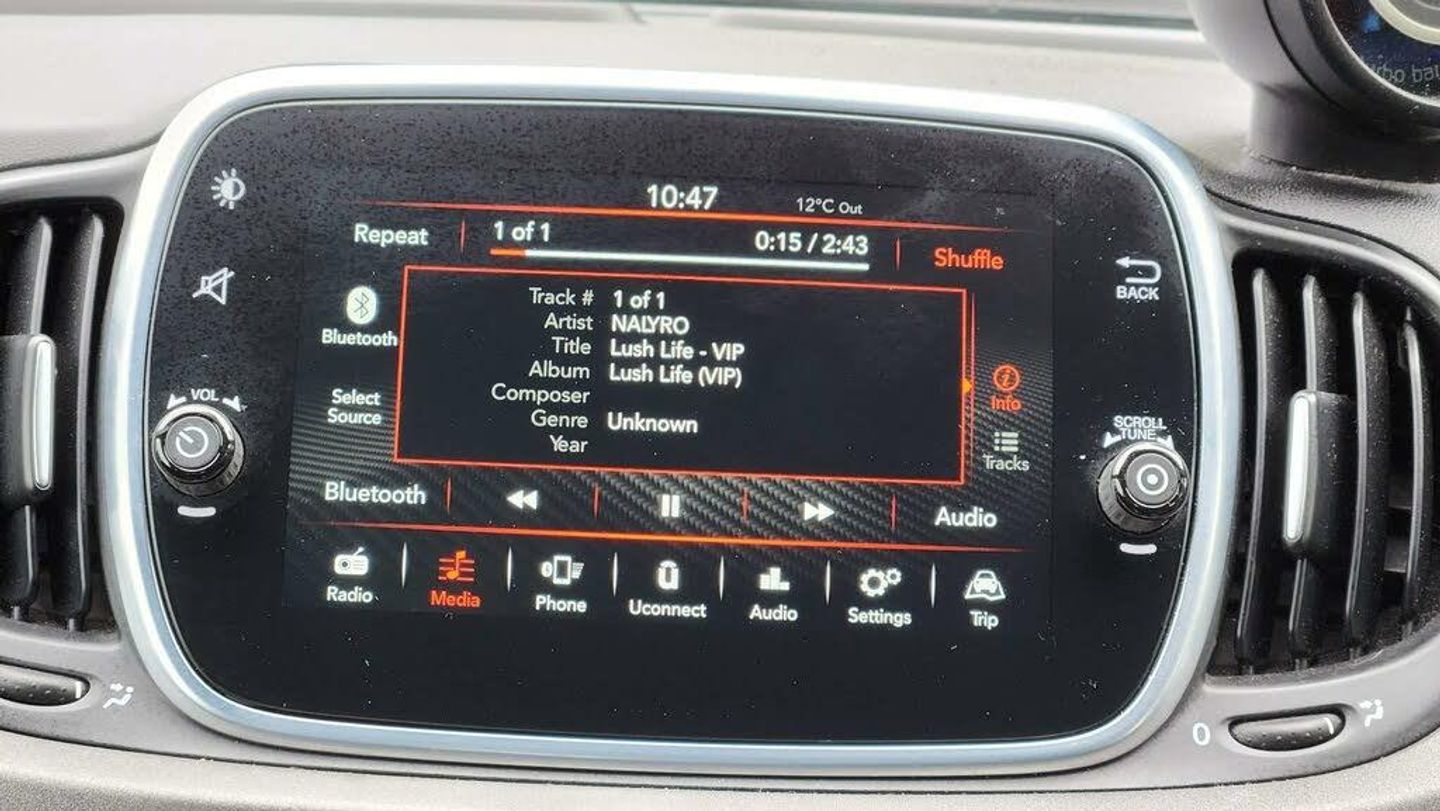 10:47
12°C Out
Repeat
1 of 1
0:15 / 2:43
Shuffle
BACK
Bluetooth
Track # 1 of 1
Artist NALYRO
Title Lush Life - VIP
Album Lush Life (VIP)
Composer
Genre Unknown
Year
Info
Select
Source
Tracks
VOL
SCROLL
TUNE
Bluetooth
Audio
Radio
Media
Phone
Uconnect
Audio
Settings
Trip
0